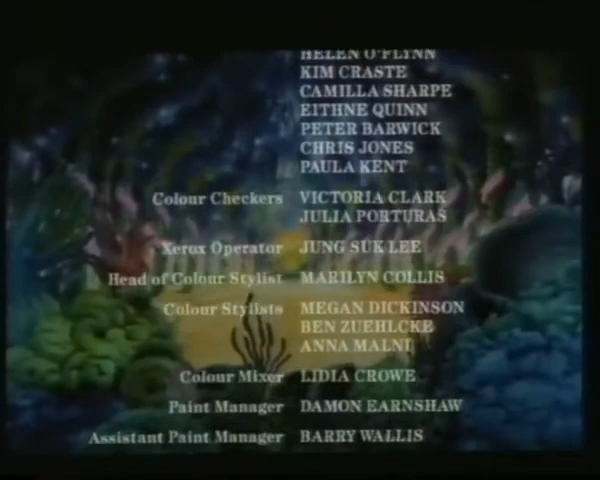 HELEN O'FLYNN
KIM CRASTE
CAMILLA SHARPE
EITHNE QUINN
PETER BARWICK
CHRIS JONES
PAULA KENT
Colour Checkers VICTORIA CLARK
JULIA PORTURAS
Xerox Operator JUNG SUK LEE
Head of Colour Stylist MARILYN COLLIS
Colour Stylists MEGAN DICKINSON
BEN ZUEHLCKE
ANNA MALNI
Colour Mixer LIDIA CROWE
Paint Manager DAMON EARNSHAW
Assistant Paint Manager BARRY WALLIS